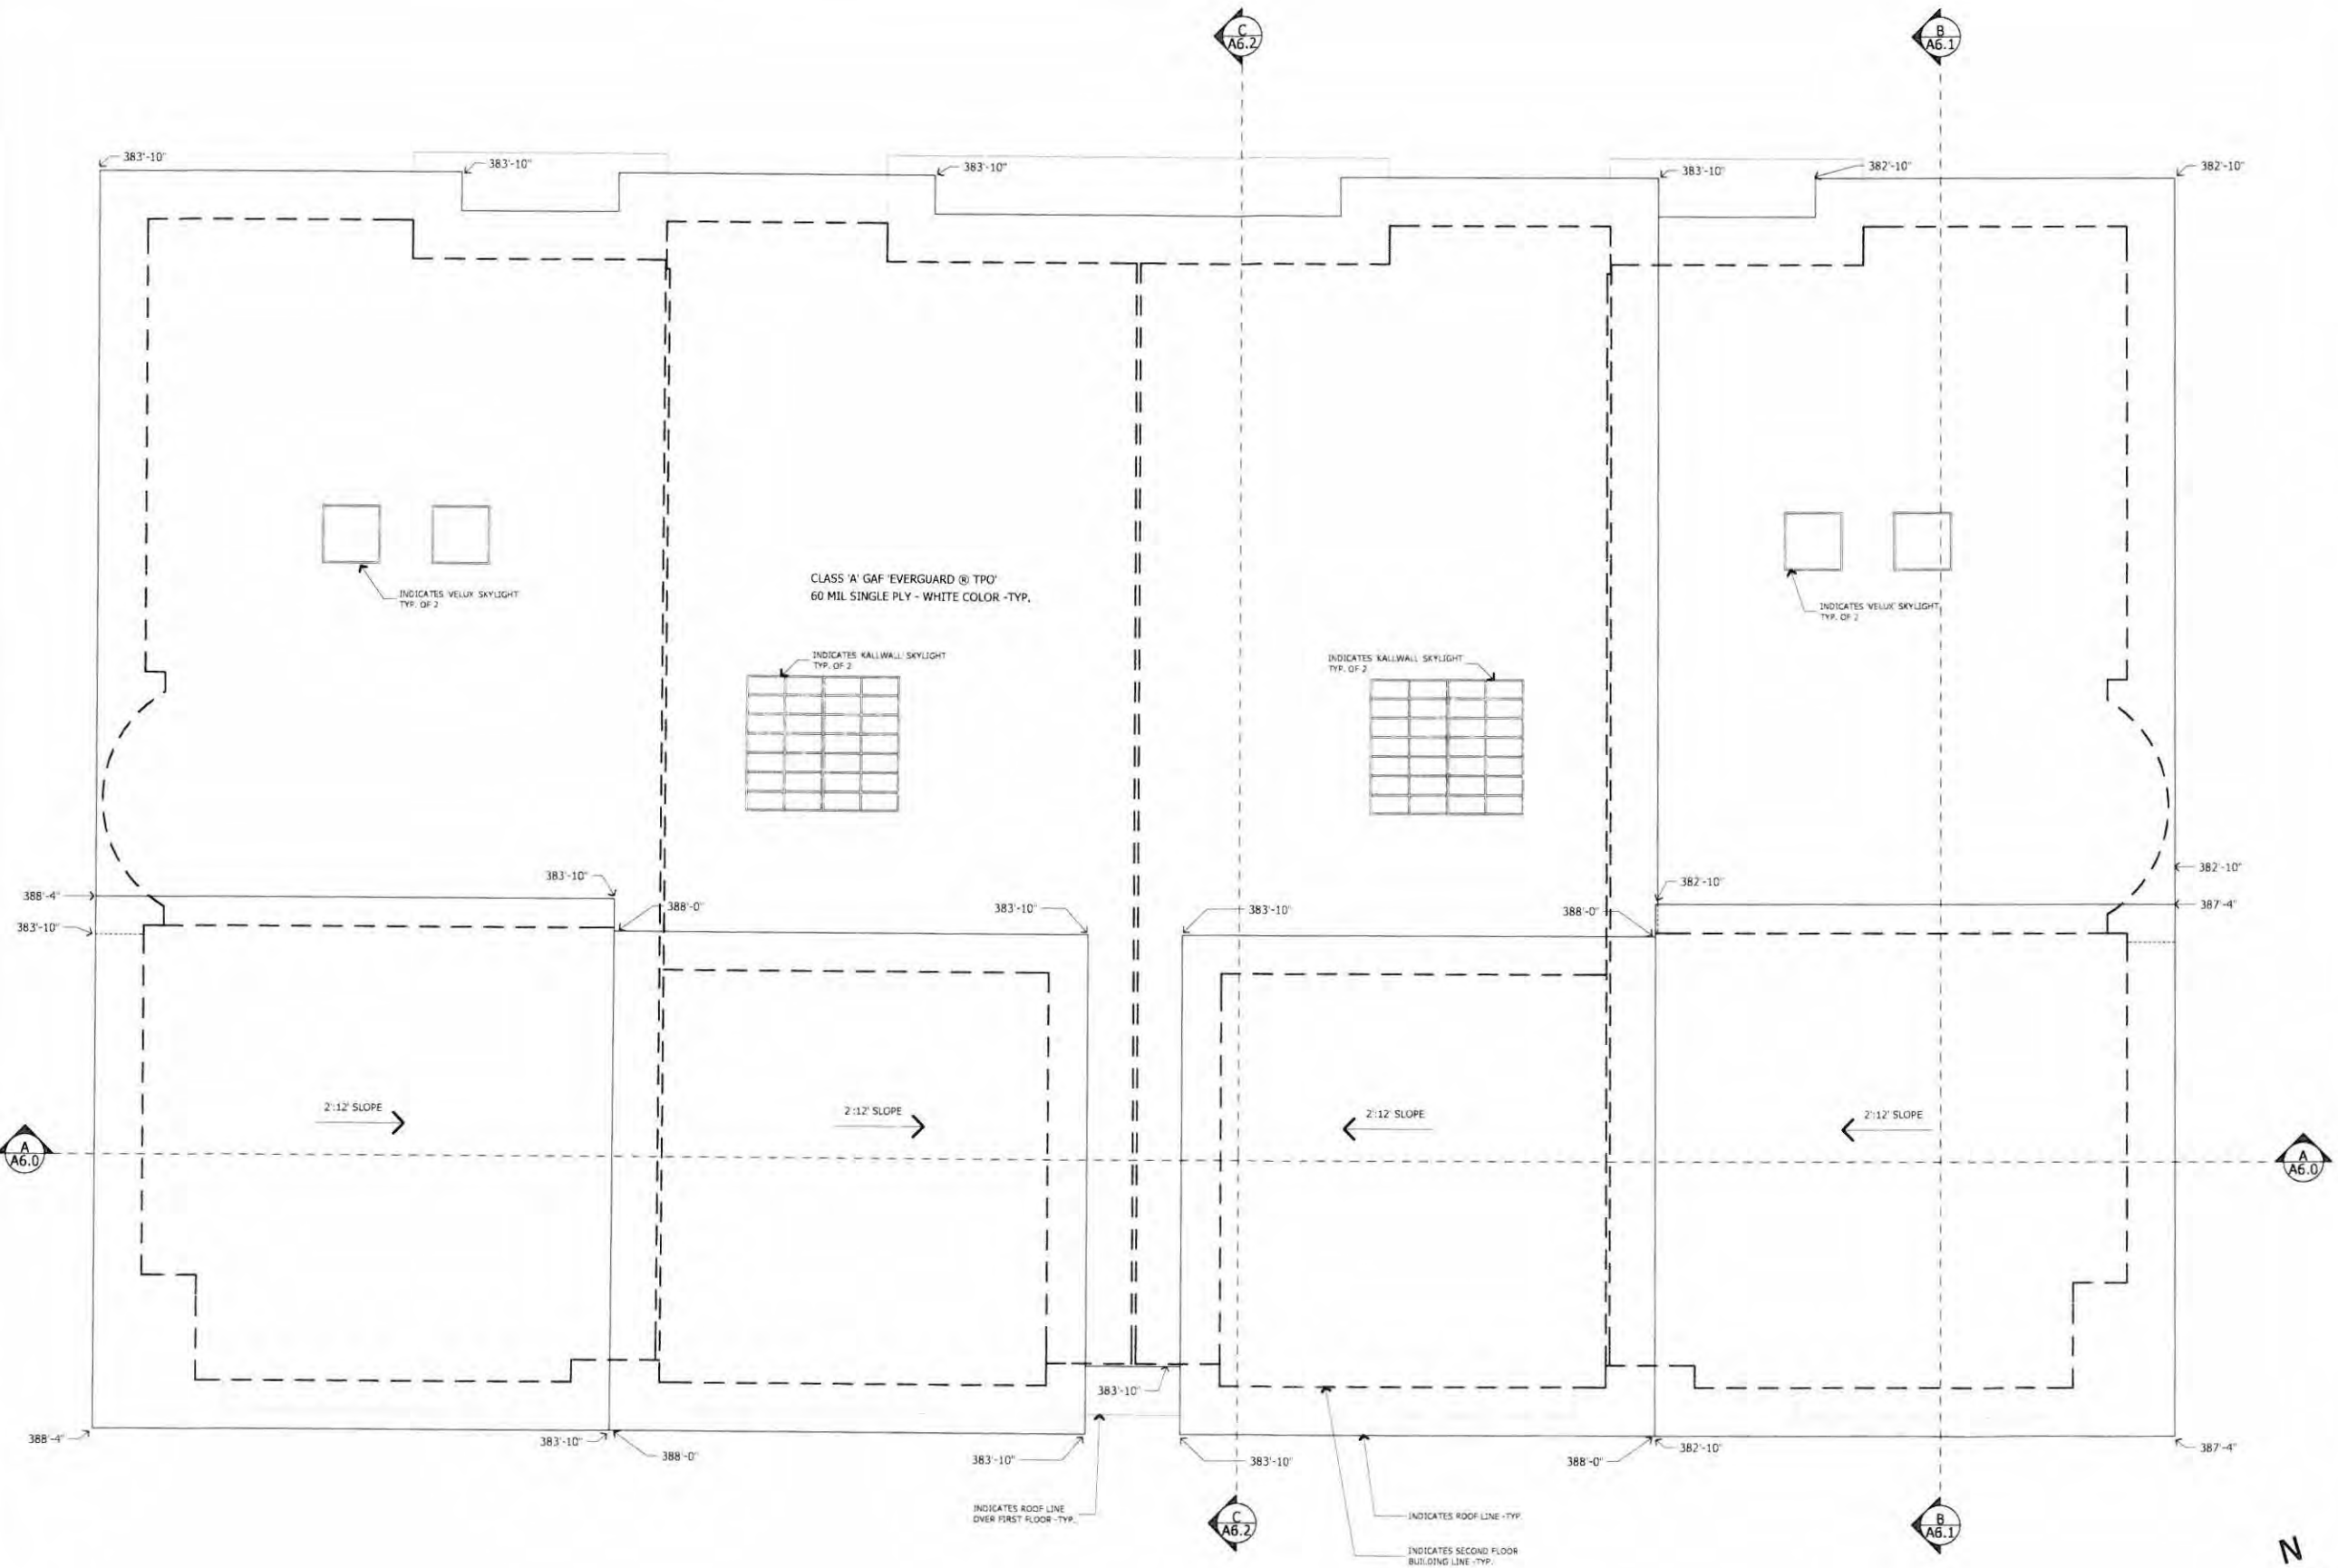 C
A6.2
B
A6.1
383'-10"
383'-10"
383'-10"
383'-10"
382'-10"
382'-10"
INDICATES 'VELUX' SKYLIGHT
TYP. OF 2
CLASS 'A' GAF 'EVERGUARD ® TPO'
60 MIL SINGLE PLY - WHITE COLOR -TYP.
INDICATES 'VELUX' SKYLIGHT
TYP. OF 2
INDICATES 'KALLWALL' SKYLIGHT
TYP. OF 2
INDICATES 'KALLWALL' SKYLIGHT
TYP. OF 2
383'-10"
382'-10"
382'-10"
388'-4"
388'-0"
383'-10"
383'-10"
388'-0"
387'-4"
383'-10"
2":12" SLOPE
2":12" SLOPE
2":12" SLOPE
2":12" SLOPE
A
A6.0
A
A6.0
383'-10"
388'-4"
383'-10"
388'-0"
383'-10"
383'-10"
388'-0"
382'-10"
387'-4"
INDICATES ROOF LINE
OVER FIRST FLOOR -TYP.
INDICATES ROOF LINE -TYP.
INDICATES SECOND FLOOR
BUILDING LINE -TYP.
C
A6.2
B
A6.1
N